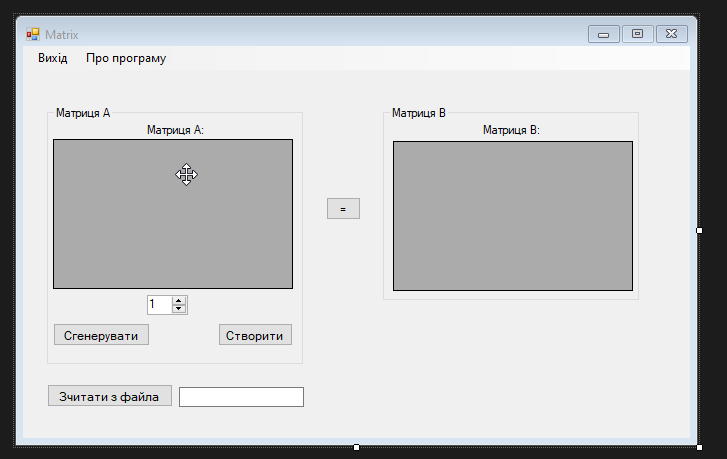 Matrix
Вихід Про програму
Матриця А
Матриця А:
Матриця В
Матриця В:
=
1
Сгенерувати
Створити
Зчитати з файла